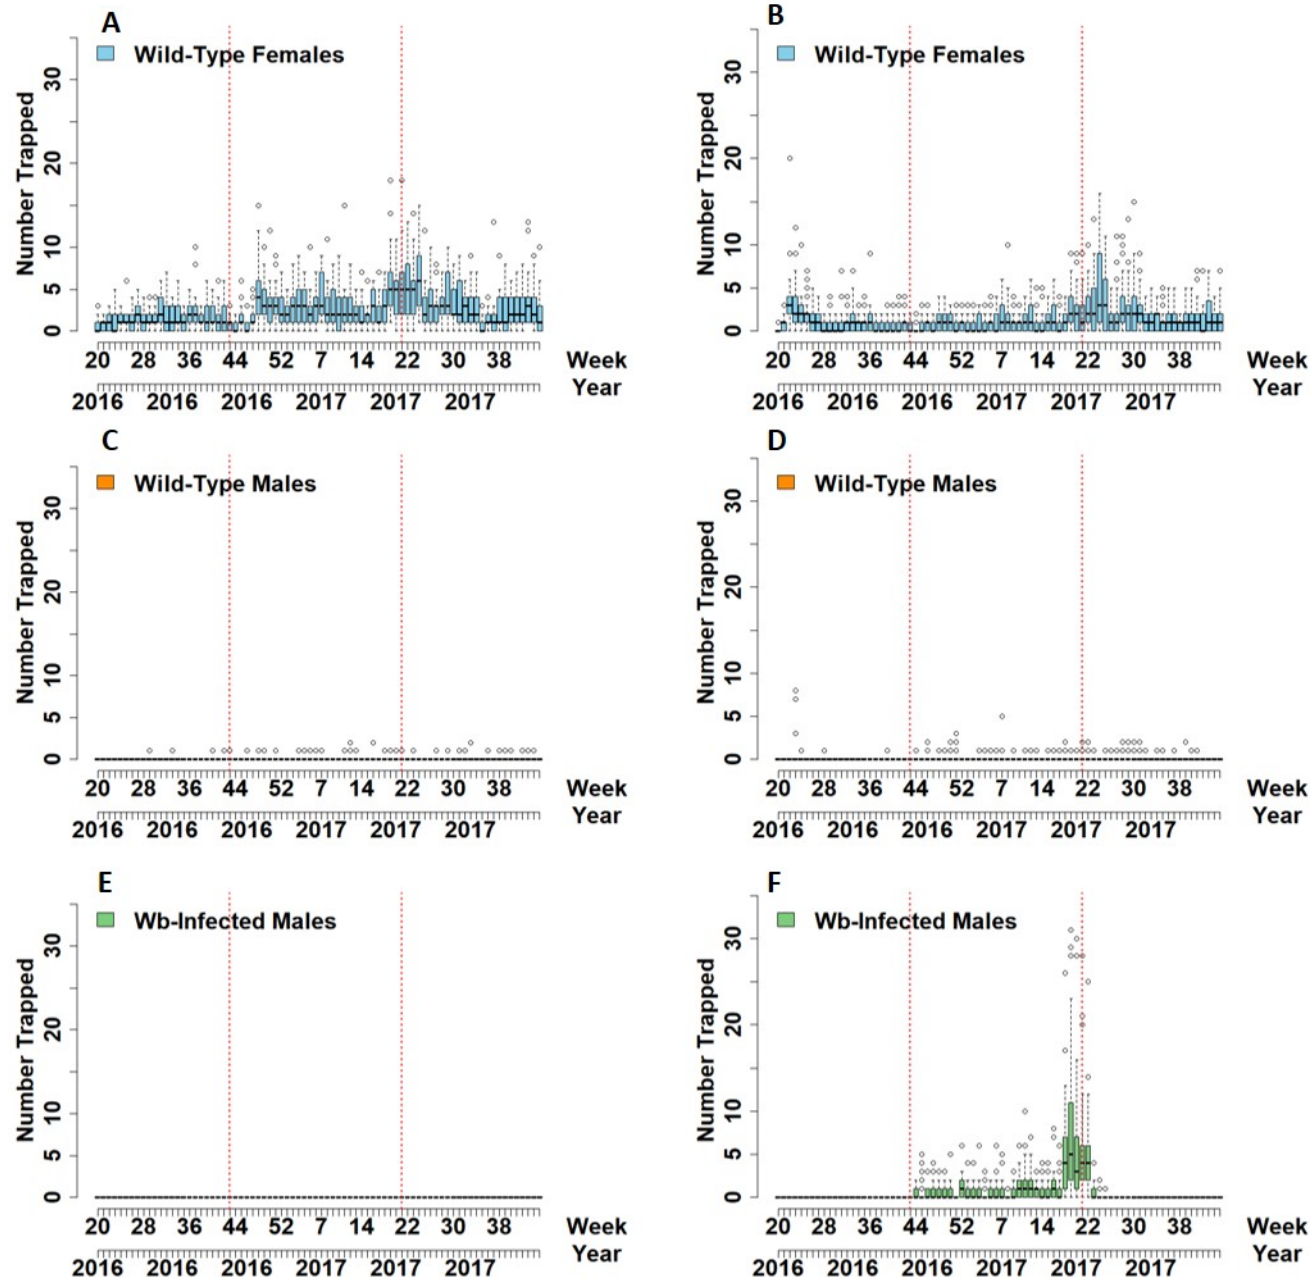 A
Wild-Type Females
Number Trapped
0 5 10 20 30
20 28 36 44 52 7 14 22 30 38 Week
Year
2016 2016 2016 2017 2017 2017
B
Wild-Type Females
Number Trapped
0 5 10 20 30
20 28 36 44 52 7 14 22 30 38 Week
Year
2016 2016 2016 2017 2017 2017
C
Wild-Type Males
Number Trapped
0 5 10 20 30
20 28 36 44 52 7 14 22 30 38 Week
Year
2016 2016 2016 2017 2017 2017
D
Wild-Type Males
Number Trapped
0 5 10 20 30
20 28 36 44 52 7 14 22 30 38 Week
Year
2016 2016 2016 2017 2017 2017
E
Wb-Infected Males
Number Trapped
0 5 10 20 30
20 28 36 44 52 7 14 22 30 38 Week
Year
2016 2016 2016 2017 2017 2017
F
Wb-Infected Males
Number Trapped
0 5 10 20 30
20 28 36 44 52 7 14 22 30 38 Week
Year
2016 2016 2016 2017 2017 2017